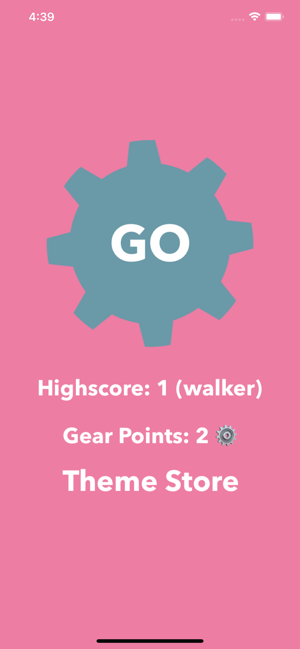 4:39
GO
Highscore: 1 (walker)
Gear Points: 2 ⚙️
Theme Store